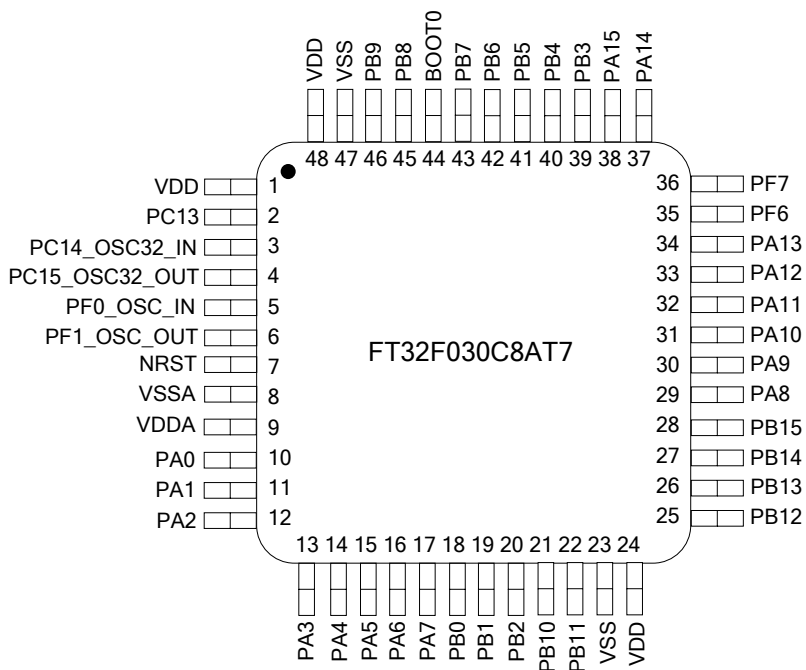 VDD VSS PB9 PB8 BOOT0 PB7 PB6 PB5 PB4 PB3 PA15 PA14
48 47 46 45 44 43 42 41 40 39 38 37
VDD 1 36 PF7
PC13 2 35 PF6
PC14_OSC32_IN 3 34 PA13
PC15_OSC32_OUT 4 33 PA12
PF0_OSC_IN 5 32 PA11
PF1_OSC_OUT 6 31 PA10
FT32F030C8AT7
NRST 7 30 PA9
VSSA 8 29 PA8
VDDA 9 28 PB15
PA0 10 27 PB14
PA1 11 26 PB13
PA2 12 25 PB12
13 14 15 16 17 18 19 20 21 22 23 24
PA3 PA4 PA5 PA6 PA7 PB0 PB1 PB2 PB10 PB11 VSS VDD